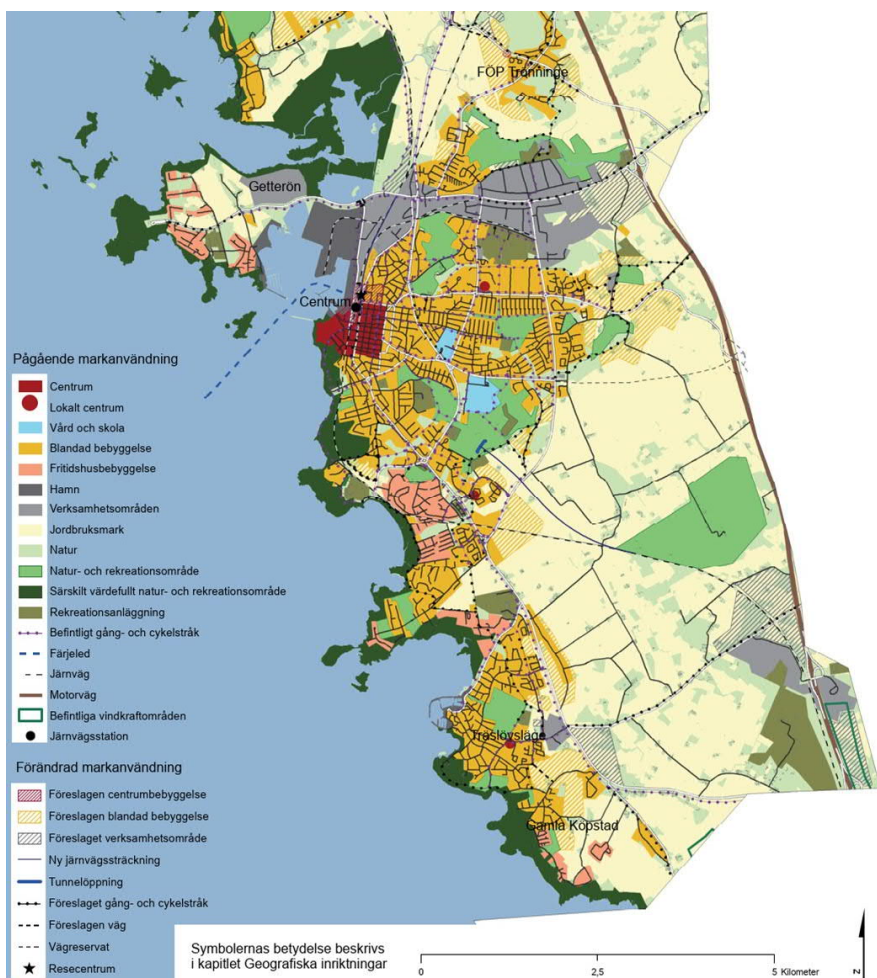 FÖP Trönninge
Getterön
Centrum
Pågående markanvändning
Centrum
Lokalt centrum
Vård och skola
Blandad bebyggelse
Fritidshusbebyggelse
Hamn
Verksamhetsområden
Jordbruksmark
Natur
Natur- och rekreationsområde
Särskilt värdefullt natur- och rekreationsområde
Rekreationsanläggning
Befintligt gång- och cykelstråk
Färjeled
Järnväg
Motorväg
Befintliga vindkraftområden
Järnvägsstation
Träslövsläge
Gamla Köpstad
Förändrad markanvändning
Föreslagen centrumbebyggelse
Föreslagen blandad bebyggelse
Föreslaget verksamhetsområde
Ny järnvägssträckning
Tunnelöppning
Föreslaget gång- och cykelstråk
Föreslagen väg
Vägreservat
Resecentrum
Symbolernas betydelse beskrivs
i kapitlet Geografiska inriktningar
0 2,5 5 Kilometer
N